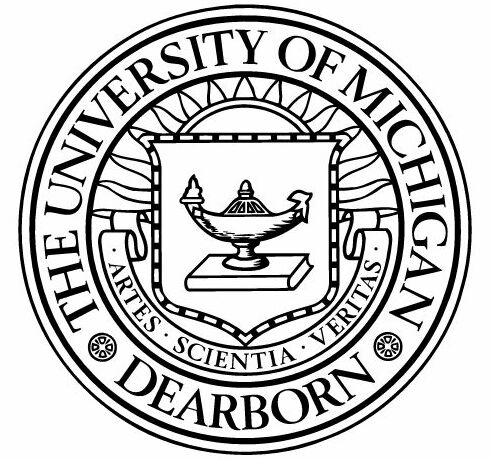 THE UNIVERSITY OF MICHIGAN
DEARBORN
· ARTES · SCIENTIA · VERITAS ·